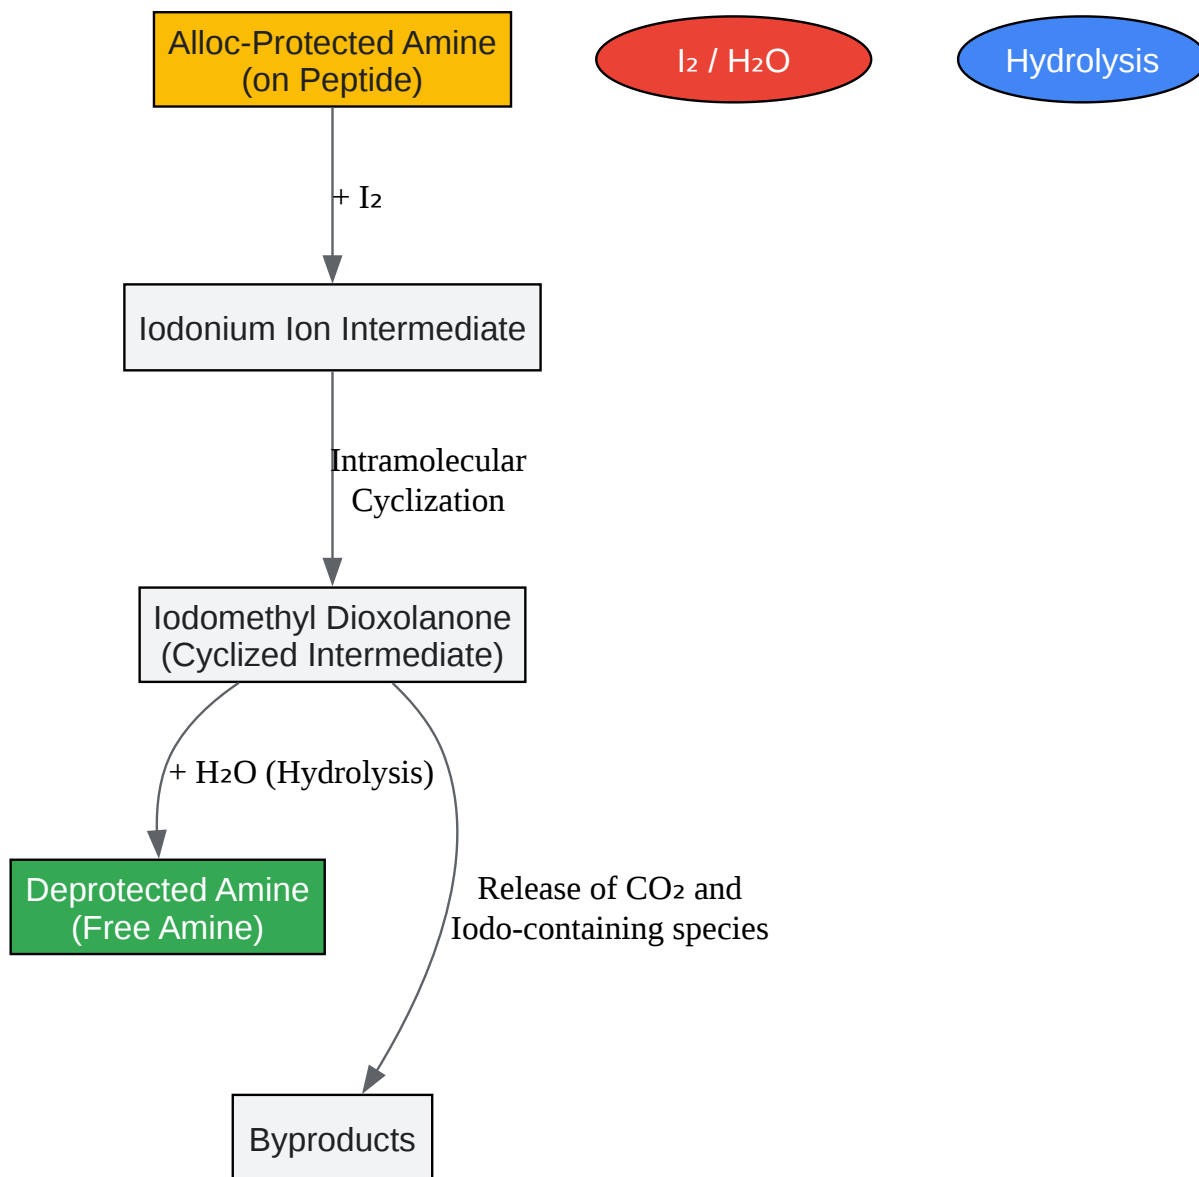 Alloc-Protected Amine
(on Peptide)
I₂ / H₂O
Hydrolysis
+ I₂
Iodonium Ion Intermediate
Intramolecular
Cyclization
Iodomethyl Dioxolanone
(Cyclized Intermediate)
+ H₂O (Hydrolysis)
Deprotected Amine
(Free Amine)
Release of CO₂ and
Iodo-containing species
Byproducts